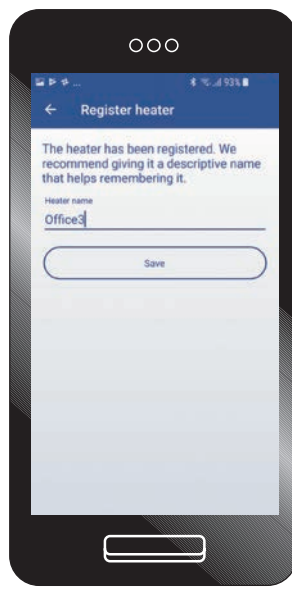 93%
Register heater
The heater has been registered. We
recommend giving it a descriptive name
that helps remembering it.
Heater name
Office3
Save